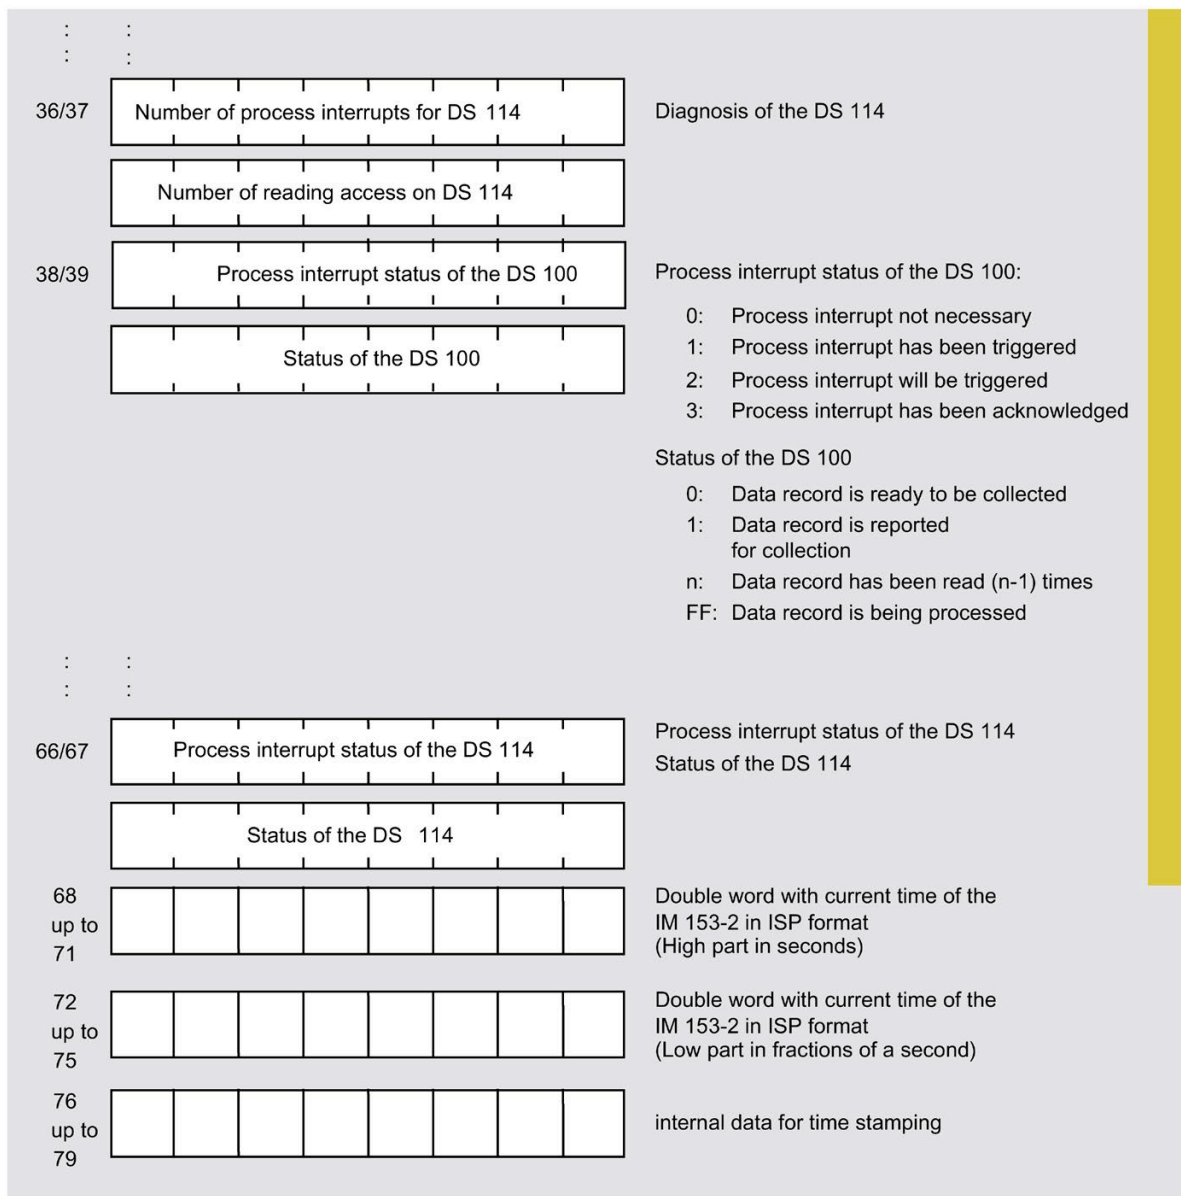 : :
: :
36/37 Number of process interrupts for DS 114 Diagnosis of the DS 114
Number of reading access on DS 114
38/39 Process interrupt status of the DS 100 Process interrupt status of the DS 100:
0: Process interrupt not necessary
1: Process interrupt has been triggered
Status of the DS 100
2: Process interrupt will be triggered
3: Process interrupt has been acknowledged
Status of the DS 100
0: Data record is ready to be collected
1: Data record is reported
for collection
n: Data record has been read (n-1) times
FF: Data record is being processed
: :
: :
66/67 Process interrupt status of the DS 114 Process interrupt status of the DS 114
Status of the DS 114
Status of the DS 114
68
up to
71
Double word with current time of the
IM 153-2 in ISP format
(High part in seconds)
72
up to
75
Double word with current time of the
IM 153-2 in ISP format
(Low part in fractions of a second)
76
up to
79
internal data for time stamping